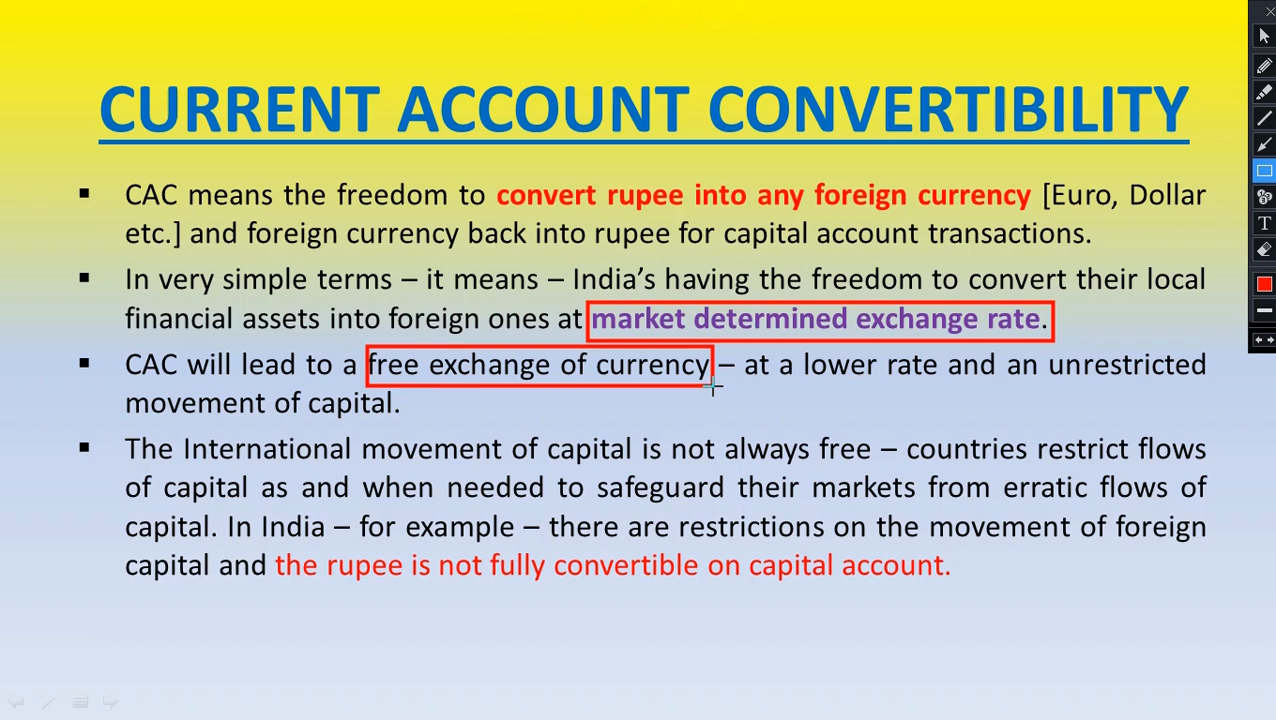 CURRENT ACCOUNT CONVERTIBILITY
▪ CAC means the freedom to convert rupee into any foreign currency [Euro, Dollar
etc.] and foreign currency back into rupee for capital account transactions.
▪ In very simple terms – it means – India's having the freedom to convert their local
financial assets into foreign ones at market determined exchange rate.
▪ CAC will lead to a free exchange of currency – at a lower rate and an unrestricted
movement of capital.
▪ The International movement of capital is not always free – countries restrict flows
of capital as and when needed to safeguard their markets from erratic flows of
capital. In India – for example – there are restrictions on the movement of foreign
capital and the rupee is not fully convertible on capital account.